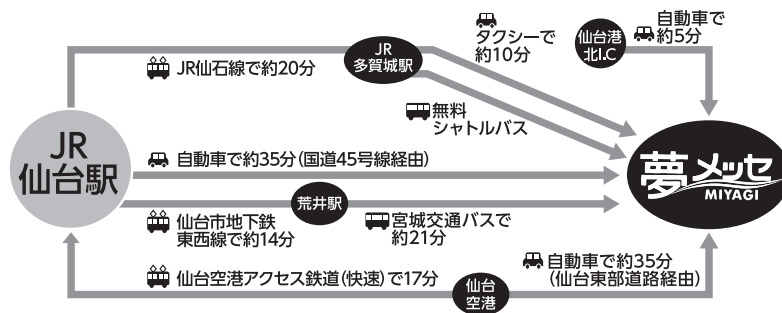 JR
仙台駅
JR仙石線で約20分
JR
多賀城駅
タクシーで
約10分
仙台港
北I.C
自動車で
約5分
無料
シャトルバス
自動車で約35分(国道45号線経由)
夢メッセ
MIYAGI
仙台市地下鉄
東西線で約14分
荒井駅
宮城交通バスで
約21分
仙台空港アクセス鉄道(快速)で17分
仙台
空港
自動車で約35分
(仙台東部道路経由)